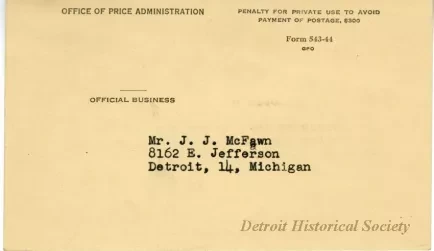 OFFICE OF PRICE ADMINISTRATION
PENALTY FOR PRIVATE USE TO AVOID
PAYMENT OF POSTAGE, $300
Form 543-44
GPO
OFFICIAL BUSINESS
Mr. J. J. McFawn
8162 E. Jefferson
Detroit, 14, Michigan
Detroit Historical Society